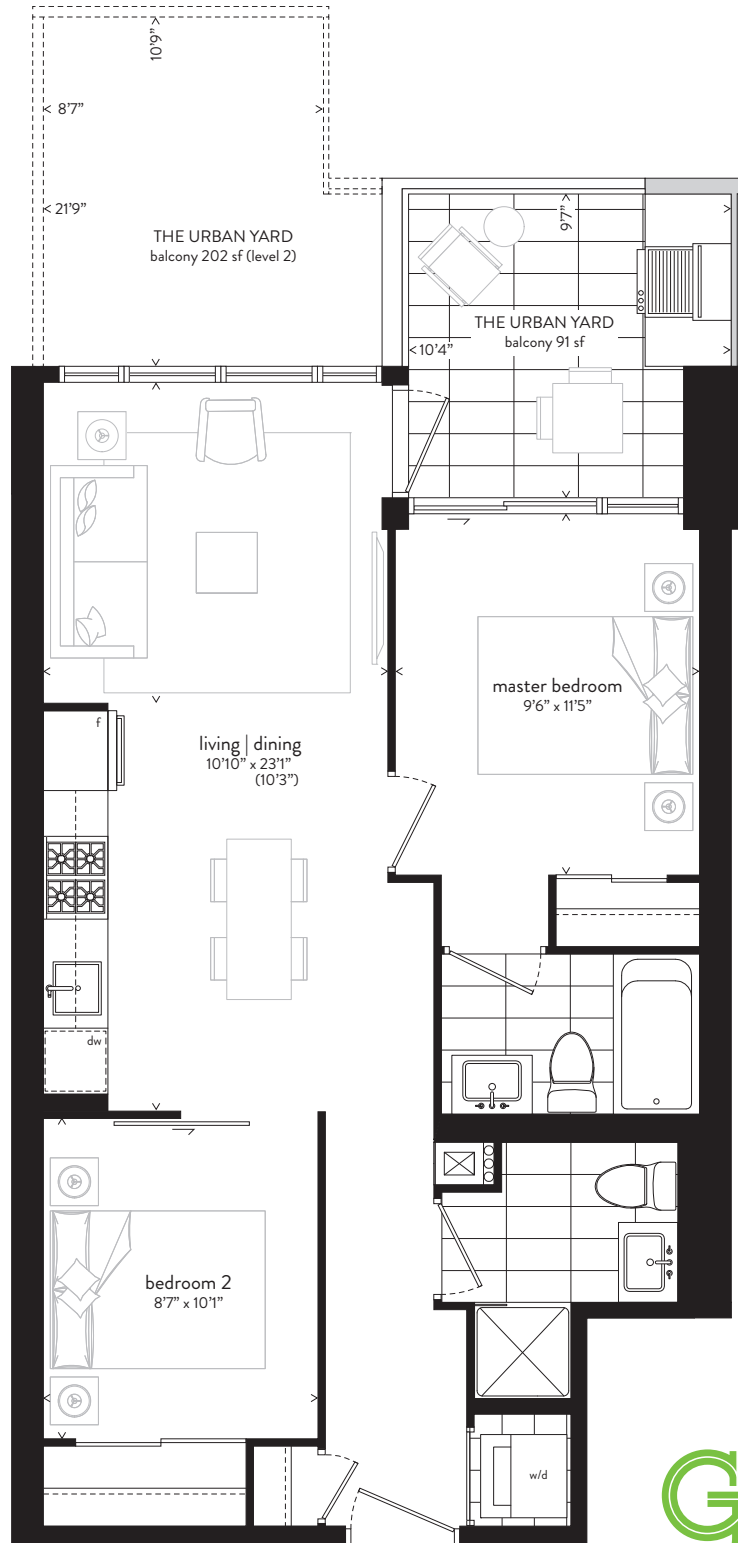 10'9”
8'7”
21'9”
THE URBAN YARD
balcony 202 sf (level 2)
9'7”
THE URBAN YARD
balcony 91 sf
10'4”
master bedroom
9'6” x 11'5”
f
living | dining
10'10” x 23'1”
(10'3”)
dw
bedroom 2
8'7” x 10'1”
w/d
G